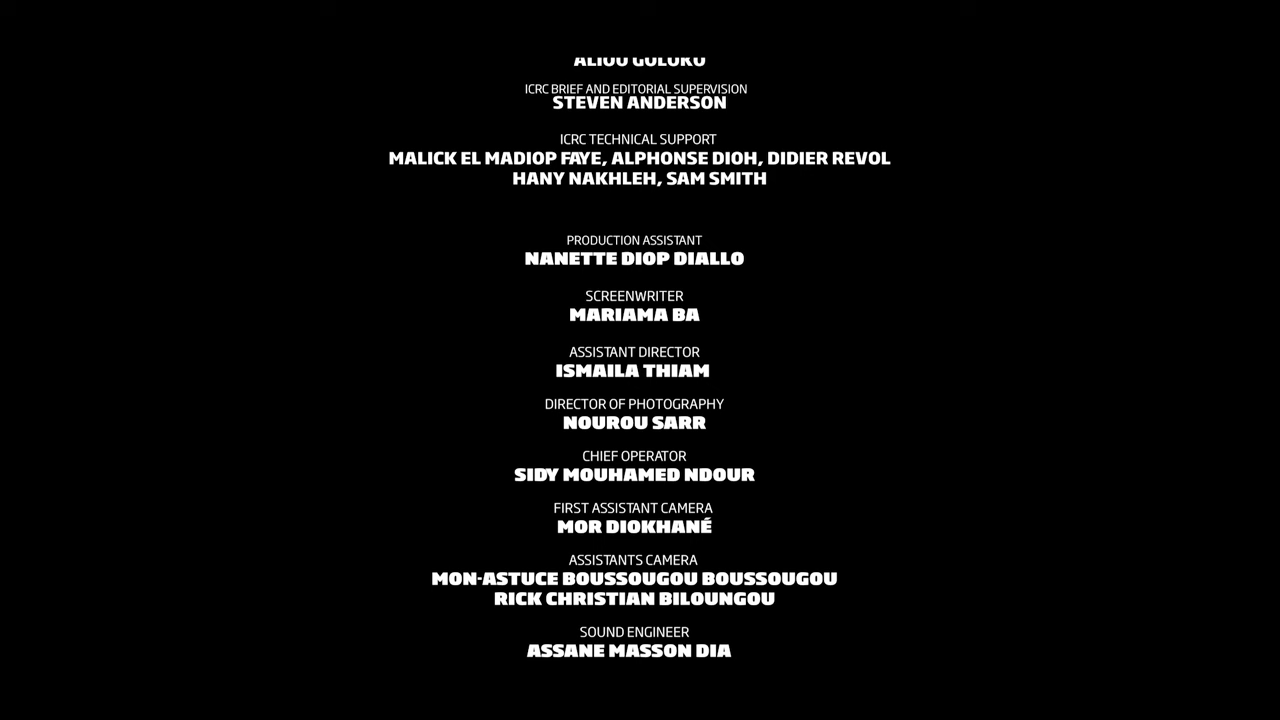 ALIOU GOLOKO
ICRC BRIEF AND EDITORIAL SUPERVISION
STEVEN ANDERSON
ICRC TECHNICAL SUPPORT
MALICK EL MADIOP FAYE, ALPHONSE DIOH, DIDIER REVOL
HANY NAKHLEH, SAM SMITH
PRODUCTION ASSISTANT
NANETTE DIOP DIALLO
SCREENWRITER
MARIAMA BA
ASSISTANT DIRECTOR
ISMAILA THIAM
DIRECTOR OF PHOTOGRAPHY
NOUROU SARR
CHIEF OPERATOR
SIDY MOUHAMED NDOUR
FIRST ASSISTANT CAMERA
MOR DIOKHANÉ
ASSISTANTS CAMERA
MON-ASTUCE BOUSSOUGOU BOUSSOUGOU
RICK CHRISTIAN BILOUNGOU
SOUND ENGINEER
ASSANE MASSON DIA